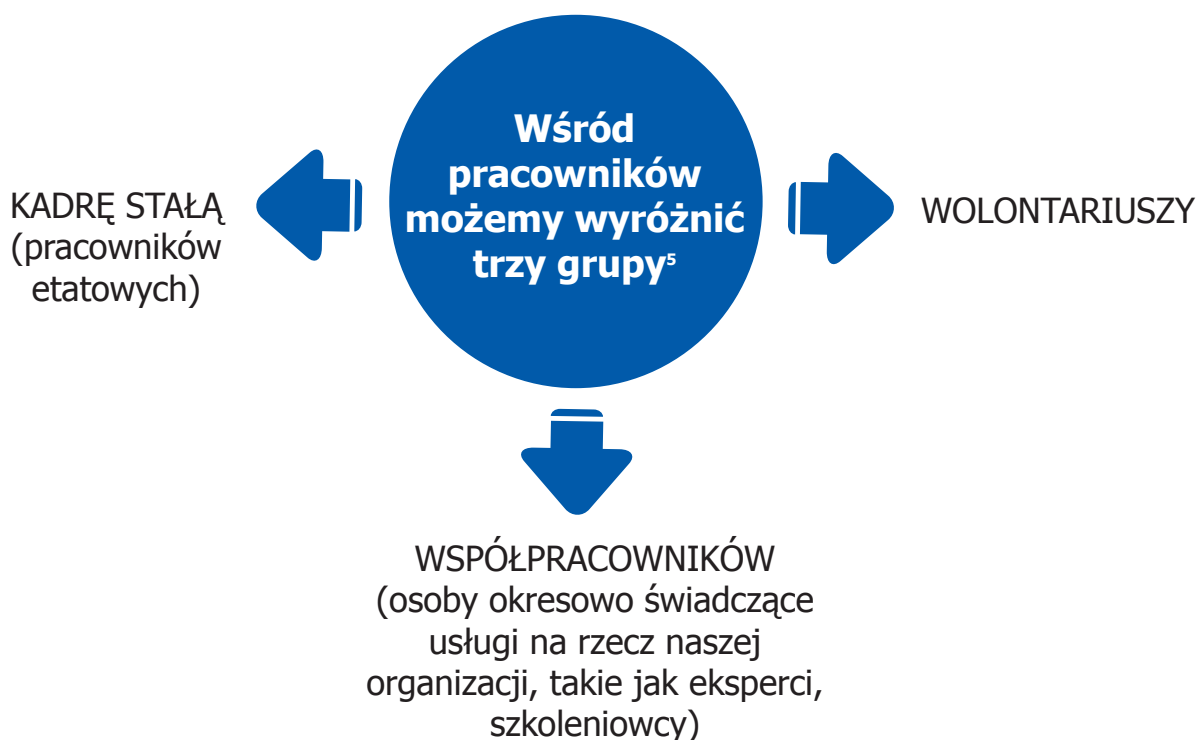 Wśród
pracowników
możemy wyróżnić
trzy grupy⁵
KADRĘ STAŁĄ
(pracowników
etatowych)
WOLONTARIUSZY
WSPÓŁPRACOWNIKÓW
(osoby okresowo świadczące
usługi na rzecz naszej
organizacji, takie jak eksperci,
szkoleniowcy)